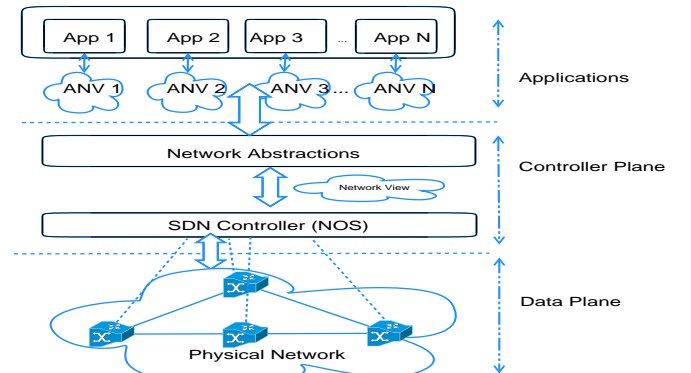 App 1 App 2 App 3 ... App N
ANV 1 ANV 2 ANV 3... ANV N
Applications
Network Abstractions
Controller Plane
Network View
SDN Controller (NOS)
Data Plane
Physical Network